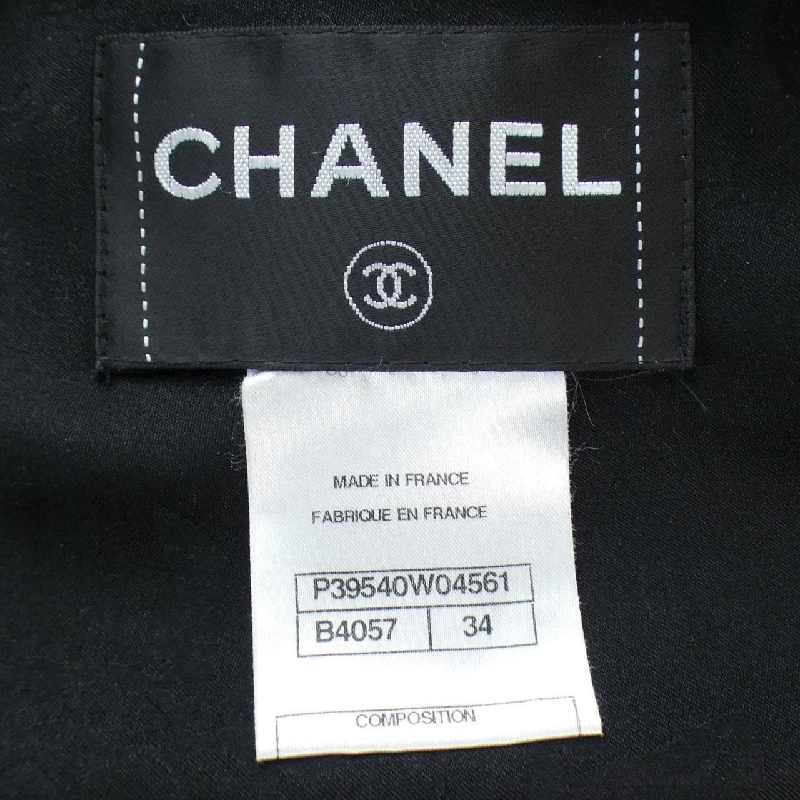 CHANEL
MADE IN FRANCE
FABRIQUE EN FRANCE
P39540W04561
B4057 34
COMPOSITION